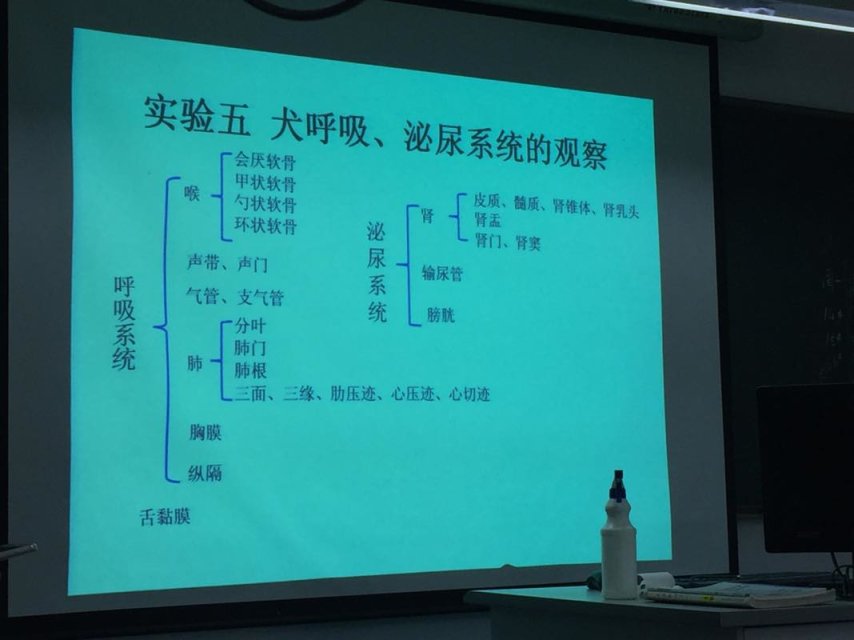 实验五 犬呼吸、泌尿系统的观察
呼吸系统
喉
会厌软骨
甲状软骨
勺状软骨
环状软骨
声带、声门
气管、支气管
肺
分叶
肺门
肺根
三面、三缘、肋压迹、心压迹、心切迹
胸膜
纵隔
舌黏膜
泌尿系统
肾
皮质、髓质、肾锥体、肾乳头
肾盂
肾门、肾窦
输尿管
膀胱